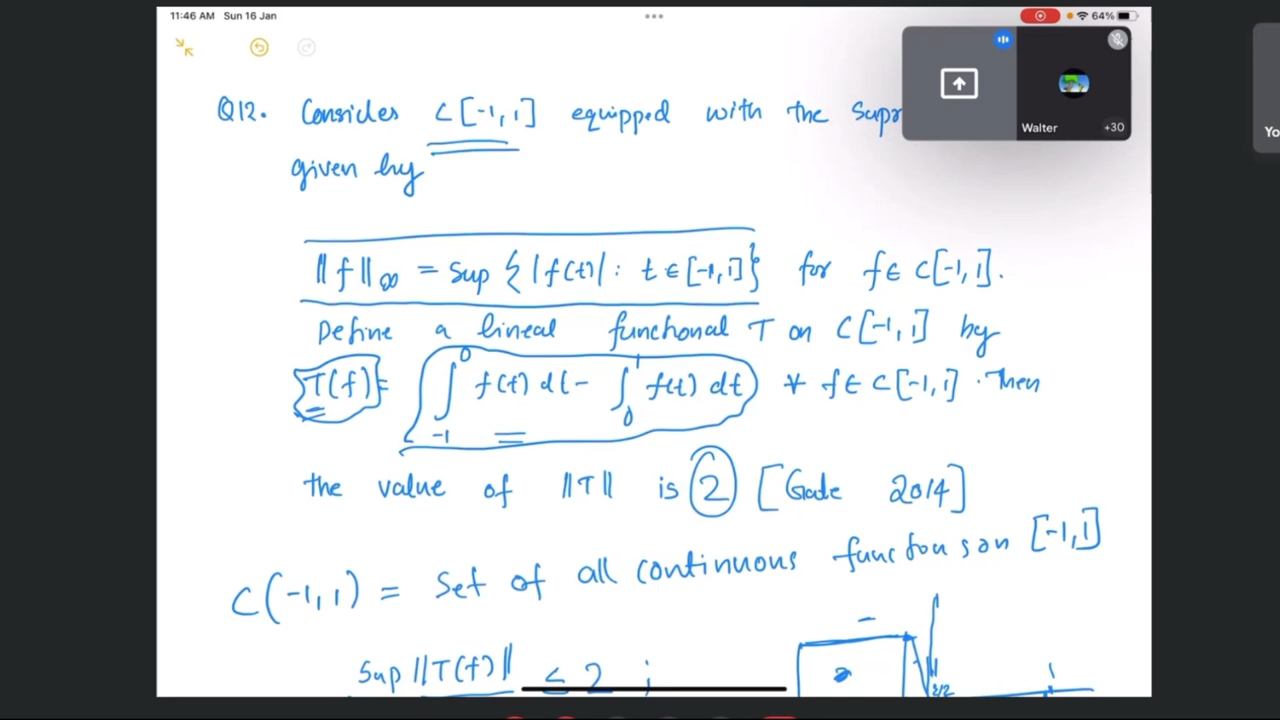 11:46 AM Sun 16 Jan
64%
Q12. Consider C[-1,1] equipped with the Supr
Walter +30
Yo
given by
||f||∞ = Sup { |f(t)| : t ∈ [-1,1] } for f ∈ C[-1,1].
Define a lineal functional T on C[-1,1] by
T(f) = ∫_{-1}^{0} f(t) dt - ∫_{0}^{1} f(t) dt ∀ f ∈ C[-1,1]. Then
the value of ||T|| is 2 [Gate 2014]
C(-1,1) = Set of all continuous functions on [-1,1]
Sup ||T(f)|| ≤ 2 ;
1